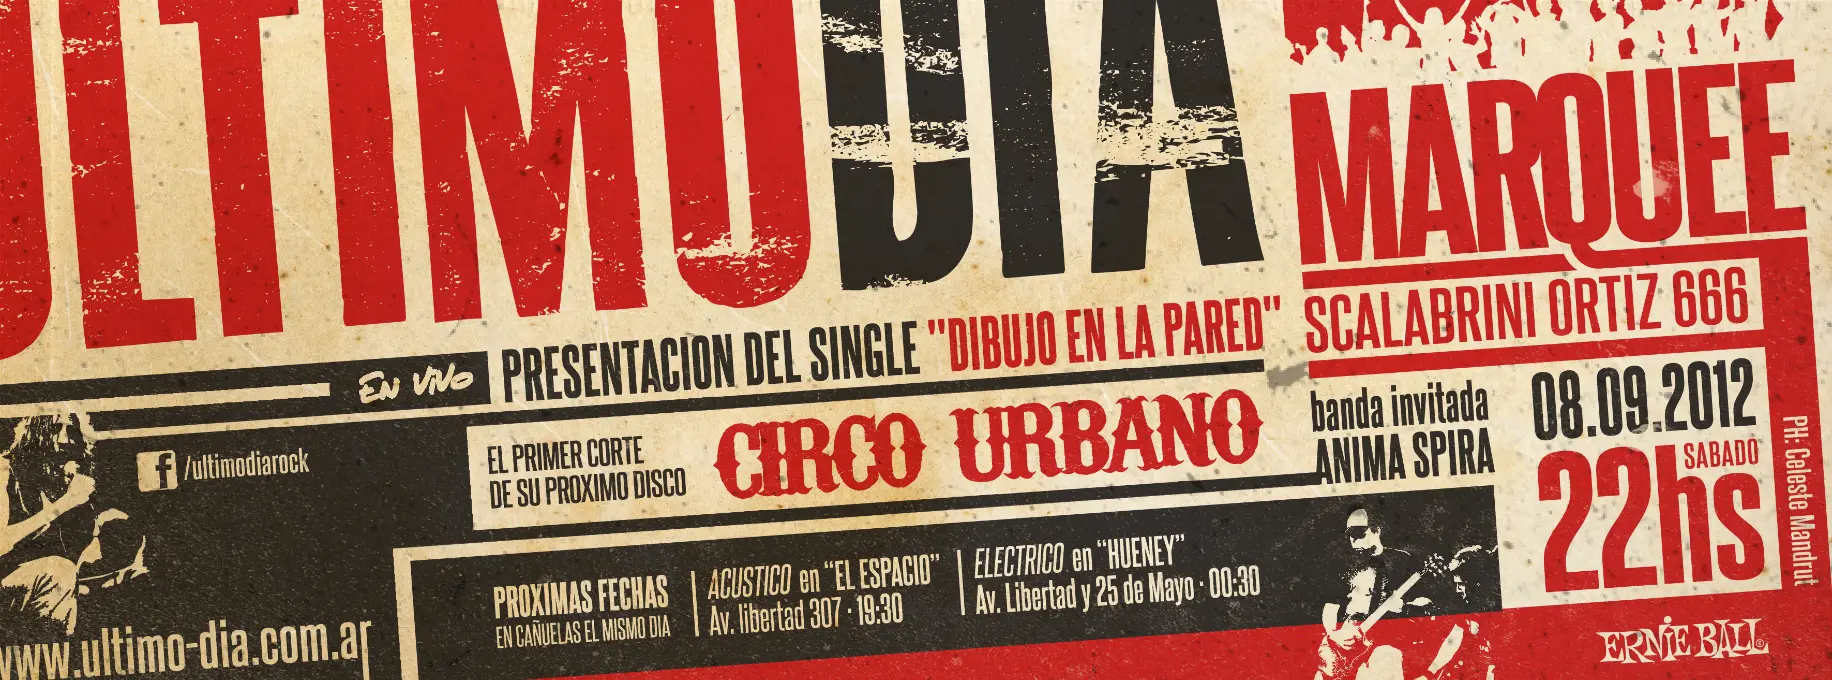 ULTIMODIA
EN VIVO
PRESENTACION DEL SINGLE "DIBUJO EN LA PARED"
/ultimodiarock
www.ultimo-dia.com.ar
EL PRIMER CORTE
DE SU PROXIMO DISCO
CIRCO URBANO
PROXIMAS FECHAS
EN CAÑUELAS EL MISMO DIA
ACUSTICO en “EL ESPACIO”
Av. libertad 307 · 19:30
ELECTRICO en “HUENEY”
Av. Libertad y 25 de Mayo · 00:30
MARQUEE
SCALABRINI ORTIZ 666
banda invitada
ANIMA SPIRA
08.09.2012
SABADO
22hs
PH: Celeste Mandrut
ERNIE BALL